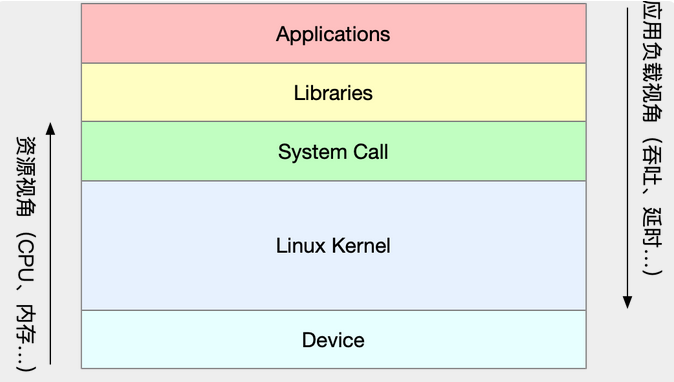 Applications
Libraries
System Call
Linux Kernel
Device
资源视角（CPU、内存...）
应用负载视角（吞吐、延时...）